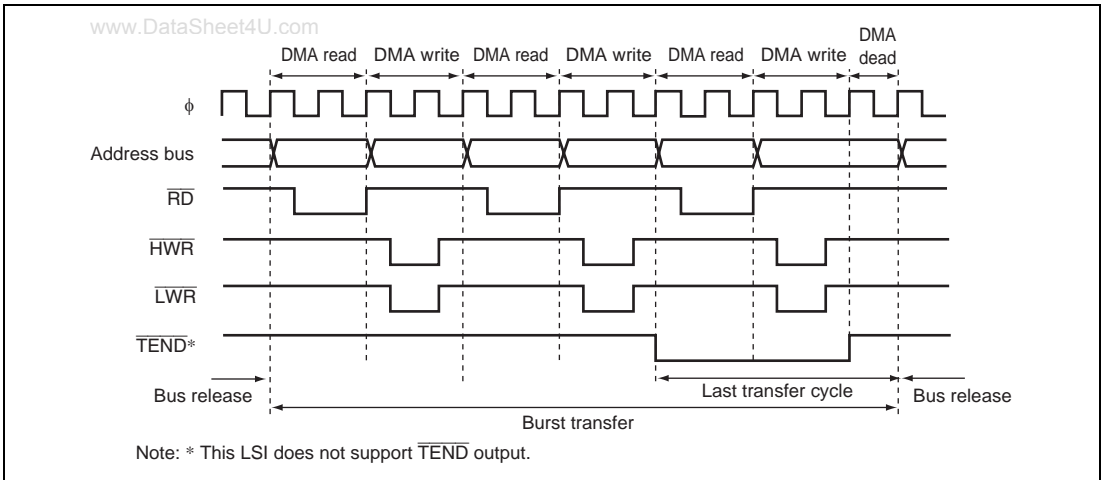 www.DataSheet4U.com
DMA read DMA write DMA read DMA write DMA read DMA write DMA dead
ϕ
Address bus
RD
HWR
LWR
TEND*
Bus release Last transfer cycle Bus release
Burst transfer
Note: * This LSI does not support TEND output.